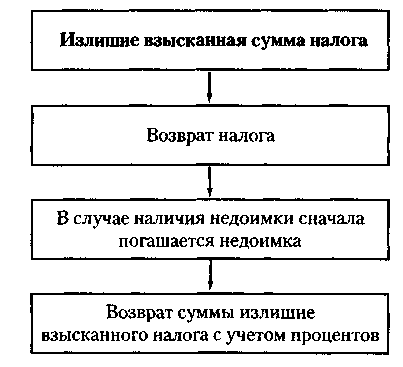 Излишне взысканная сумма налога
Возврат налога
В случае наличия недоимки сначала
погашается недоимка
Возврат суммы излишне
взысканного налога с учетом процентов